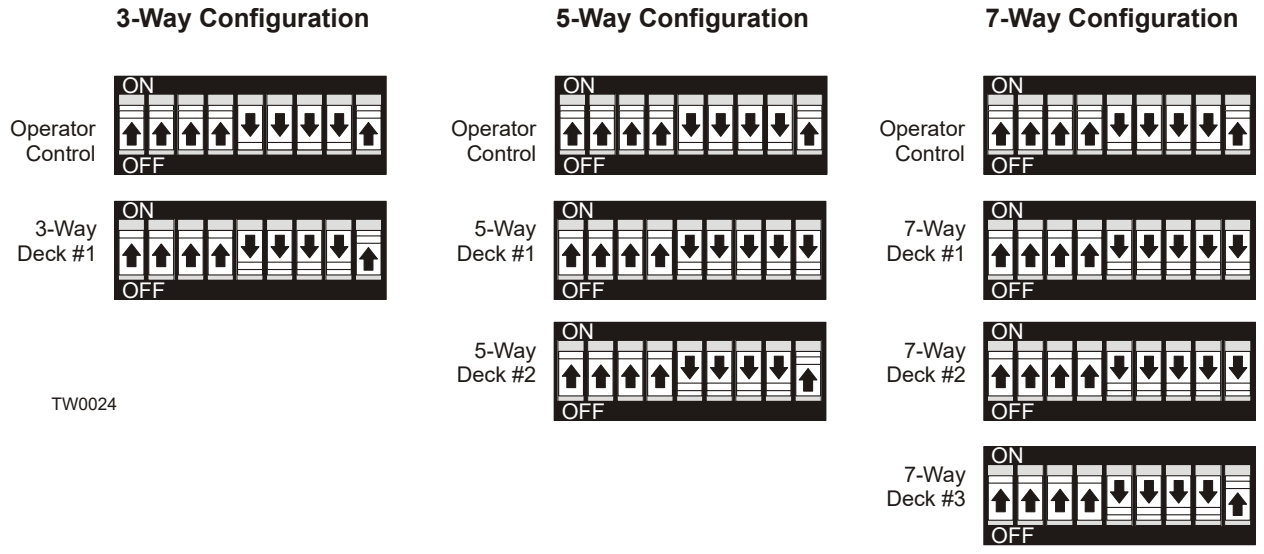 3-Way Configuration
5-Way Configuration
7-Way Configuration
Operator
Control
ON
OFF
Operator
Control
ON
OFF
Operator
Control
ON
OFF
3-Way
Deck #1
ON
OFF
5-Way
Deck #1
ON
OFF
7-Way
Deck #1
ON
OFF
5-Way
Deck #2
ON
OFF
7-Way
Deck #2
ON
OFF
TW0024
7-Way
Deck #3
ON
OFF